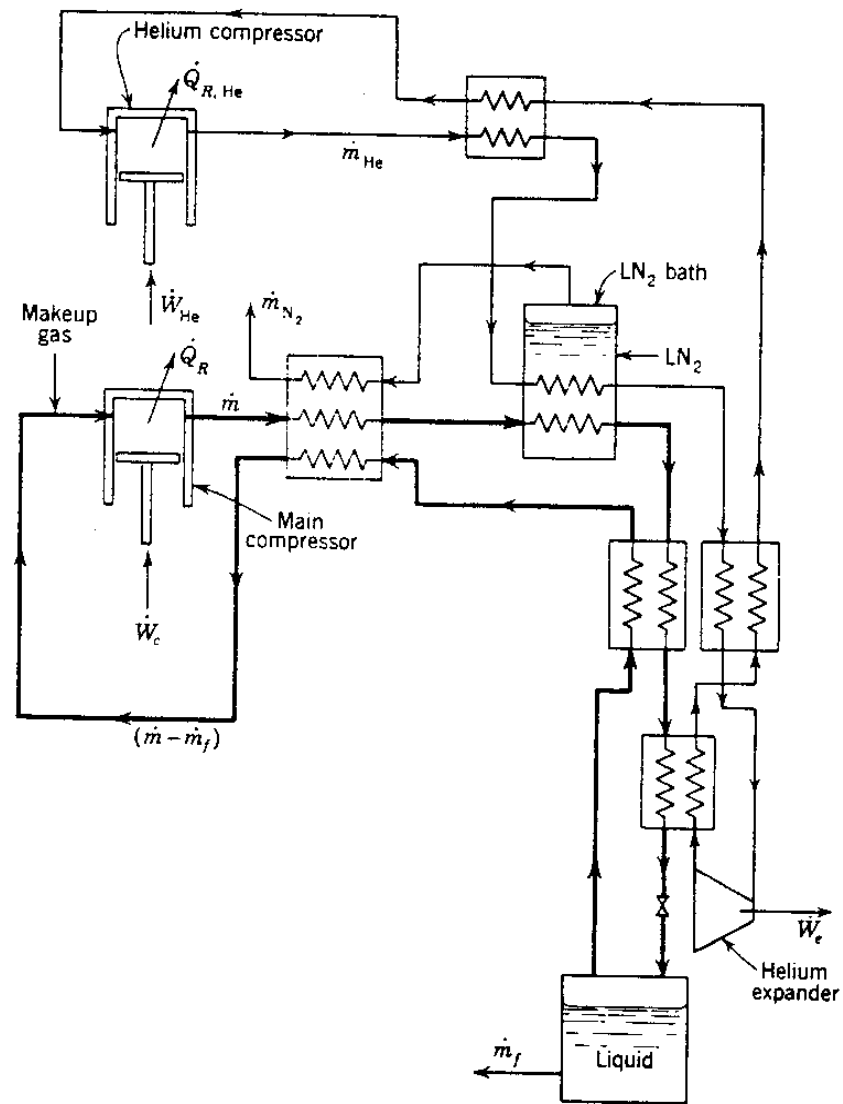 Helium compressor
Q̇R, He
ṁHe
LN2 bath
ẆHe
ṁN2
Makeup
gas
Q̇R
LN2
ṁ
Main
compressor
Ẇc
(ṁ − ṁf)
Ẇe
Helium
expander
ṁf
Liquid